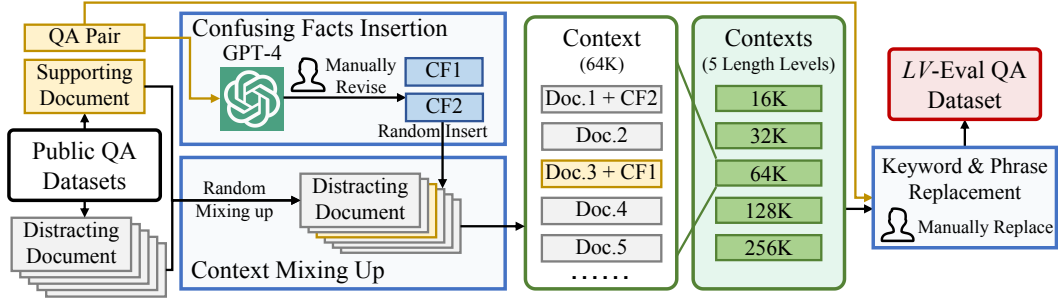 QA Pair
Supporting
Document
Public QA
Datasets
Distracting
Document
Confusing Facts Insertion
GPT-4
Manually
Revise
CF1
CF2
Random Insert
Random
Mixing up
Distracting
Document
Context Mixing Up
Context
(64K)
Doc.1 + CF2
Doc.2
Doc.3 + CF1
Doc.4
Doc.5
......
Contexts
(5 Length Levels)
16K
32K
64K
128K
256K
LV-Eval QA
Dataset
Keyword & Phrase
Replacement
Manually Replace